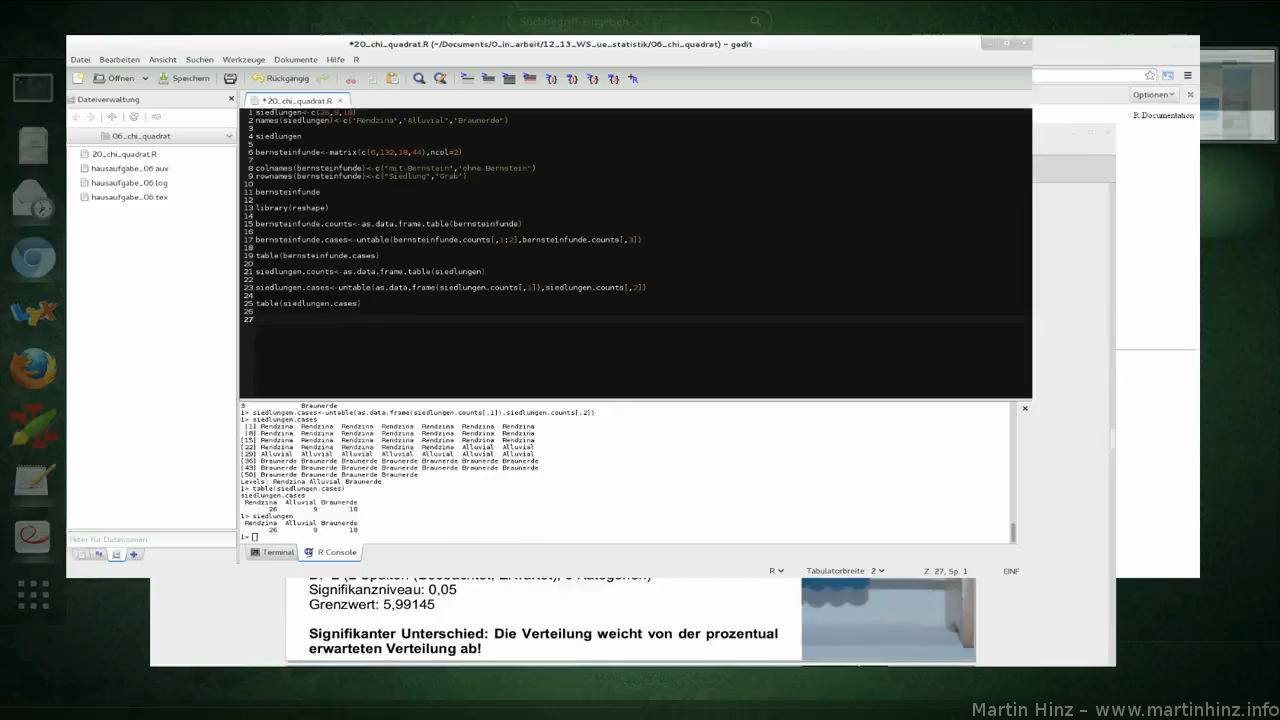 Suchbegriff eingeben
*20_chi_quadrat.R (~/Documents/0_in_arbeit/12_13_WS_ue_statistik/06_chi_quadrat) - gedit
Datei Bearbeiten Ansicht Suchen Werkzeuge Dokumente Hilfe R
Öffnen Speichern Rückgängig
Optionen
R Documentation
Dateiverwaltung
*20_chi_quadrat.R
06_chi_quadrat
20_chi_quadrat.R
hausaufgabe_06.aux
hausaufgabe_06.log
hausaufgabe_06.tex
1 siedlungen<-c(26,9,18)
2 names(siedlungen)<-c("Rendzina","Alluvial","Braunerde")
3
4 siedlungen
5
6 bernsteinfunde<-matrix(c(6,132,18,44),ncol=2)
7
8 colnames(bernsteinfunde)<-c("mit.Bernstein","ohne.Bernstein")
9 rownames(bernsteinfunde)<-c("Siedlung","Grab")
10
11 bernsteinfunde
12
13 library(reshape)
14
15 bernsteinfunde.counts<-as.data.frame.table(bernsteinfunde)
16
17 bernsteinfunde.cases<-untable(bernsteinfunde.counts[,1:2],bernsteinfunde.counts[,3])
18
19 table(bernsteinfunde.cases)
20
21 siedlungen.counts<-as.data.frame.table(siedlungen)
22
23 siedlungen.cases<-untable(as.data.frame(siedlungen.counts[,1]),siedlungen.counts[,2])
24
25 table(siedlungen.cases)
26
27
3 Braunerde
1> siedlungen.cases<-untable(as.data.frame(siedlungen.counts[,1]),siedlungen.counts[,2])
1> siedlungen.cases
[1] Rendzina Rendzina Rendzina Rendzina Rendzina Rendzina Rendzina
[8] Rendzina Rendzina Rendzina Rendzina Rendzina Rendzina Rendzina
[15] Rendzina Rendzina Rendzina Rendzina Rendzina Rendzina Rendzina
[22] Rendzina Rendzina Rendzina Rendzina Rendzina Alluvial Alluvial
[29] Alluvial Alluvial Alluvial Alluvial Alluvial Alluvial Alluvial
[36] Braunerde Braunerde Braunerde Braunerde Braunerde Braunerde Braunerde
[43] Braunerde Braunerde Braunerde Braunerde Braunerde Braunerde Braunerde
[50] Braunerde Braunerde Braunerde Braunerde
Levels: Rendzina Alluvial Braunerde
1> table(siedlungen.cases)
siedlungen.cases
Rendzina Alluvial Braunerde
26 9 18
1> siedlungen
Rendzina Alluvial Braunerde
26 9 18
1>
Filter für Dateinamen
Terminal R Console
R Tabulatorbreite 2 Z. 27, Sp. 1 EINF
Signifikanzniveau: 0,05
Grenzwert: 5,99145
Signifikanter Unterschied: Die Verteilung weicht von der prozentual
erwarteten Verteilung ab!
Martin Hinz - www.martinhinz.info